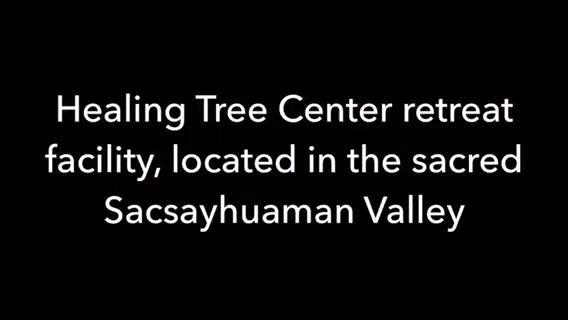 Healing Tree Center retreat
facility, located in the sacred
Sacsayhuaman Valley